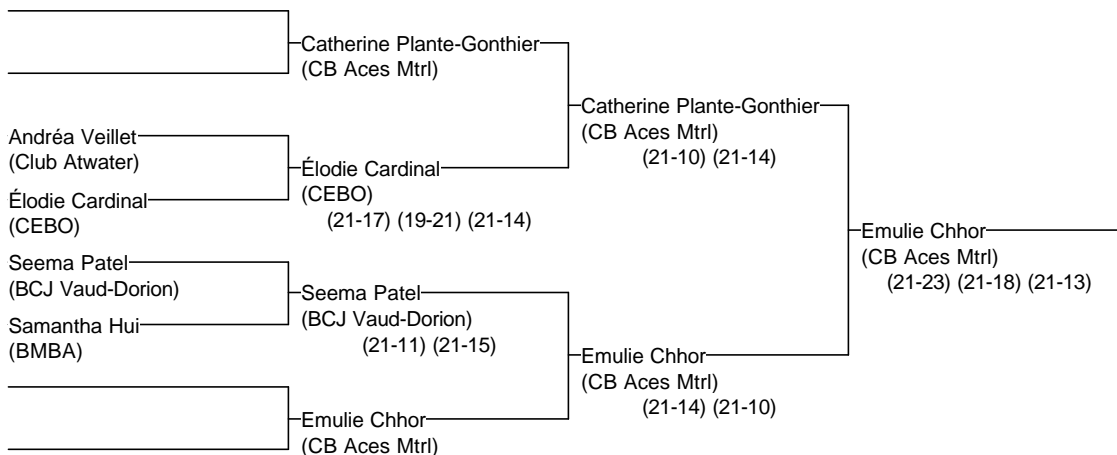 Catherine Plante-Gonthier
(CB Aces Mtrl)
Catherine Plante-Gonthier
(CB Aces Mtrl)
(21-10) (21-14)
Andréa Veillet
(Club Atwater)
Élodie Cardinal
(CEBO)
(21-17) (19-21) (21-14)
Élodie Cardinal
(CEBO)
Emulie Chhor
(CB Aces Mtrl)
(21-23) (21-18) (21-13)
Seema Patel
(BCJ Vaud-Dorion)
Seema Patel
(BCJ Vaud-Dorion)
(21-11) (21-15)
Samantha Hui
(BMBA)
Emulie Chhor
(CB Aces Mtrl)
(21-14) (21-10)
Emulie Chhor
(CB Aces Mtrl)